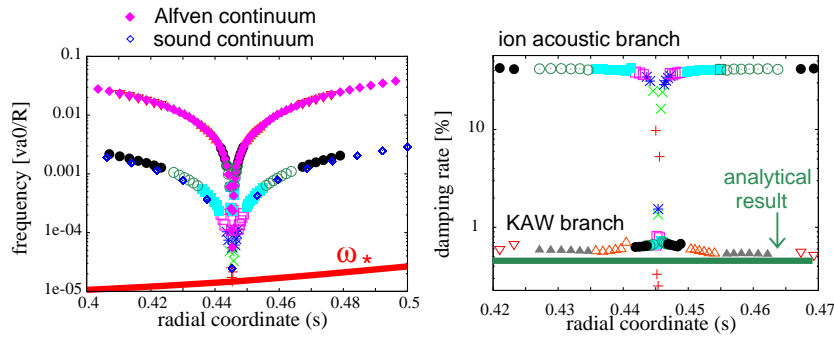 Alfven continuum
sound continuum
frequency [va0/R]
0.1
0.01
0.001
1e-04
1e-05
ω*
0.4
0.42
0.44
0.46
0.48
0.5
radial coordinate (s)
ion acoustic branch
damping rate [%]
10
1
analytical
result
KAW branch
0.42
0.43
0.44
0.45
0.46
0.47
radial coordinate (s)